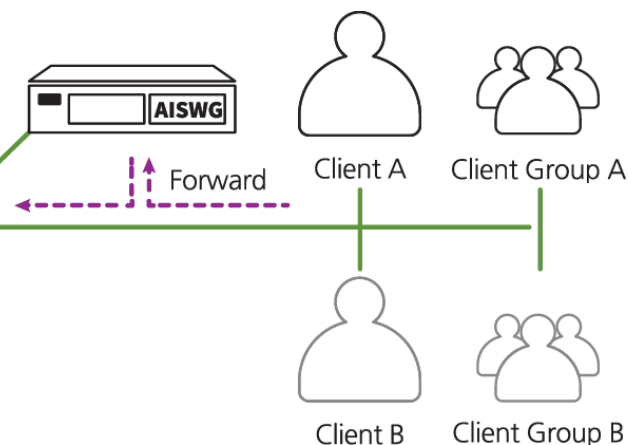 AISWG
Forward
Client A
Client Group A
Client B
Client Group B